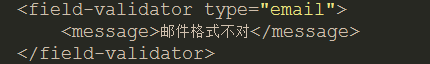 <field-validator type="email">
<message>邮件格式不对</message>
</field-validator>